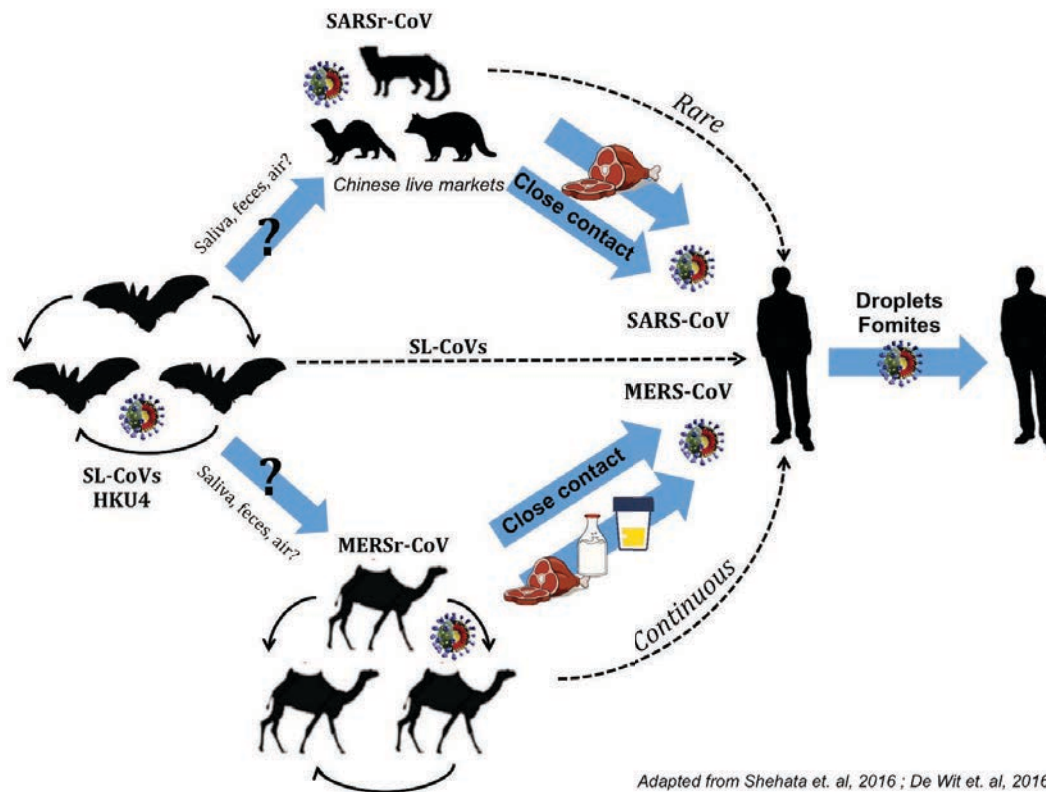 SARSr-CoV
Rare
Saliva, feces, air?
?
Chinese live markets
Close contact
SARS-CoV
Droplets
Fomites
SL-CoVs
MERS-CoV
SL-CoVs
HKU4
?
Saliva, feces, air?
Close contact
MERSr-CoV
Continuous
Adapted from Shehata et. al, 2016 ; De Wit et. al, 2016